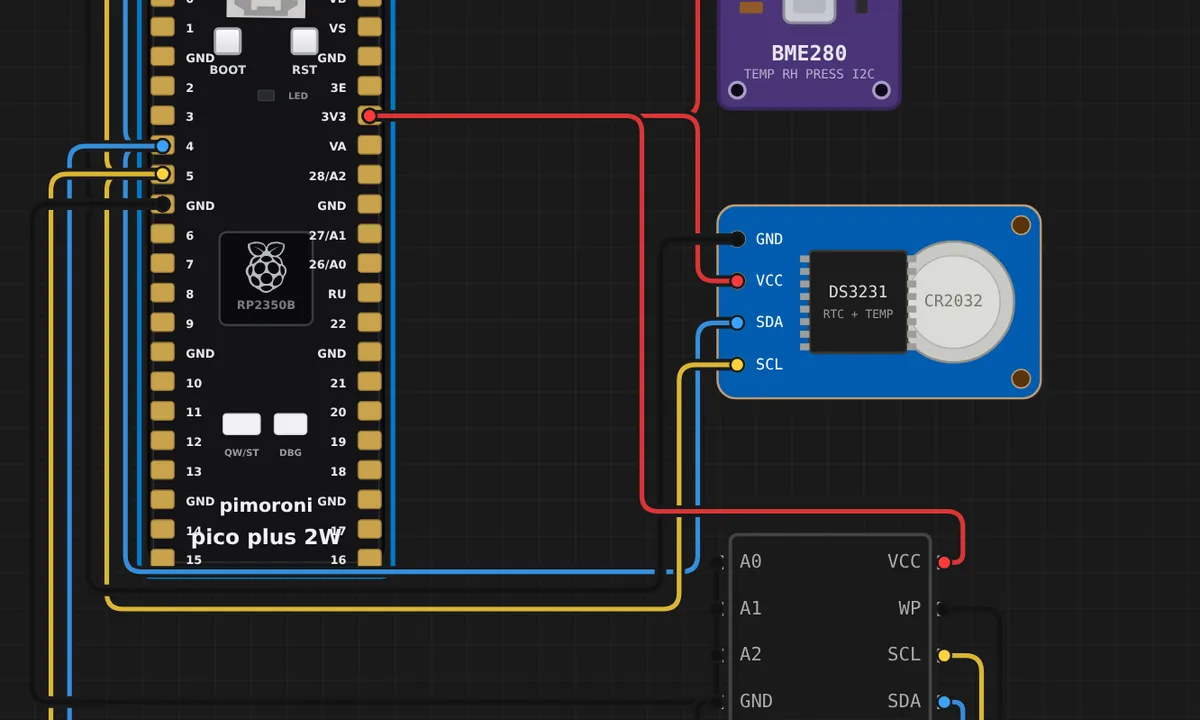 1
GND
BOOT
2
3
4
5
GND
6
7
8
9
GND
10
11
12
13
GND
14
15
VS
GND
RST
LED
3E
3V3
VA
28/A2
GND
27/A1
26/A0
RU
22
GND
21
20
19
18
GND
17
16
RP2350B
QW/ST
DBG
pimoroni
pico plus 2W
BME280
TEMP RH PRESS I2C
GND
VCC
SDA
SCL
DS3231
RTC + TEMP
CR2032
A0
A1
A2
GND
VCC
WP
SCL
SDA